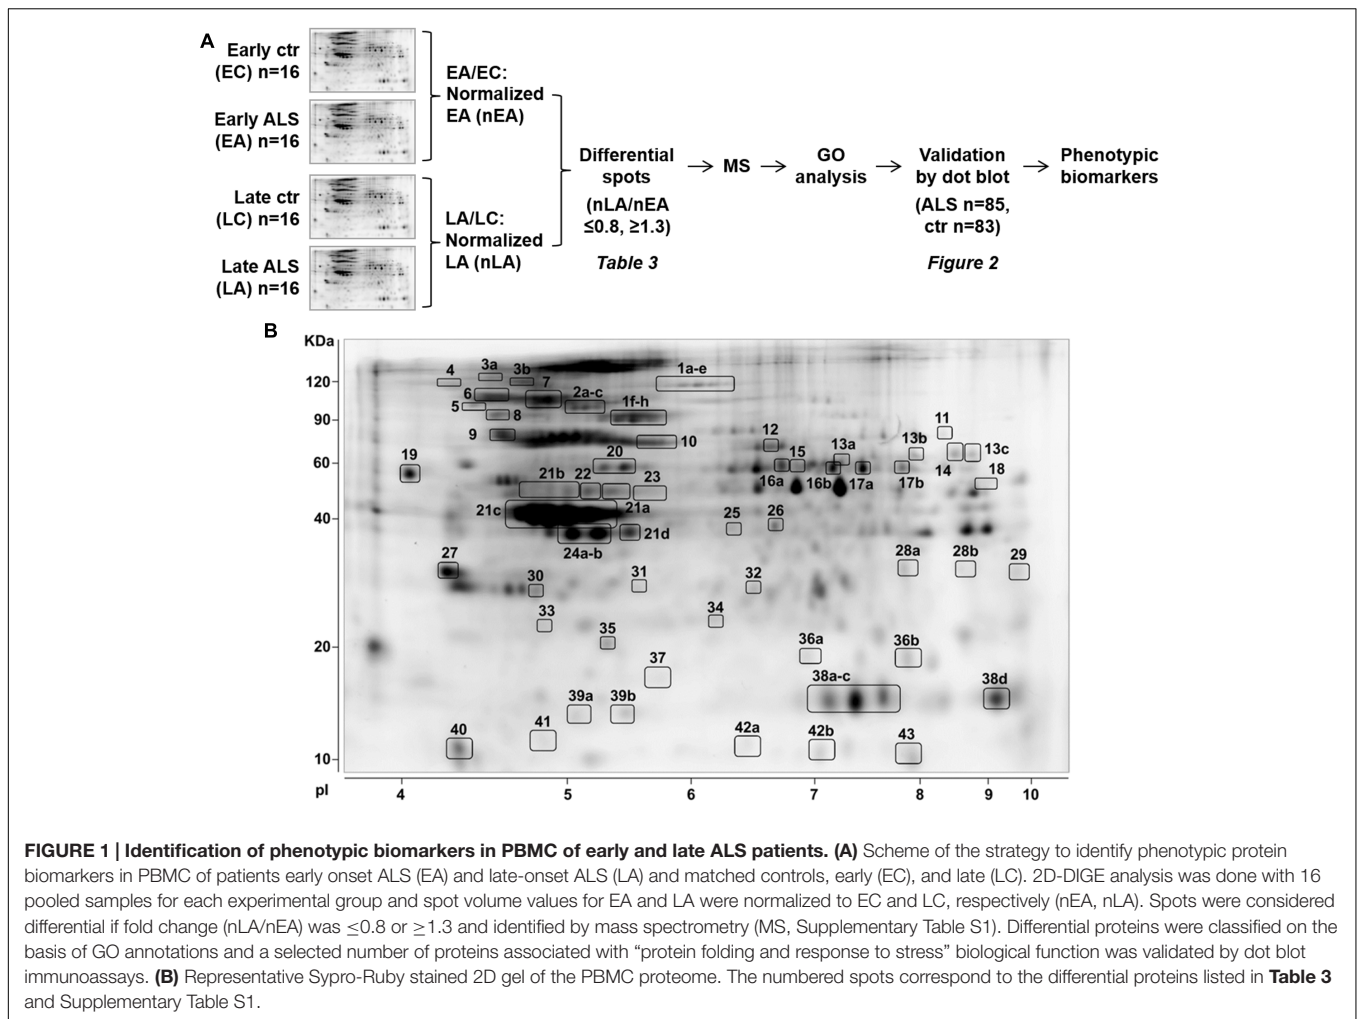 A
Early ctr
(EC) n=16
Early ALS
(EA) n=16
Late ctr
(LC) n=16
Late ALS
(LA) n=16
EA/EC:
Normalized
EA (nEA)
LA/LC:
Normalized
LA (nLA)
Differential
spots
(nLA/nEA
≤0.8, ≥1.3)
Table 3
MS
GO
analysis
Validation
by dot blot
(ALS n=85,
ctr n=83)
Figure 2
Phenotypic
biomarkers
B
KDa
120
90
60
40
20
10
pI
4 5 6 7 8 9 10
4 3a 3b 1a-e
6 7 2a-c 1f-h
5 8
9 10
11
12 13a 13b 13c
15 14
19 20
16a 16b 17a 17b 18
21b 22 23
21c 21a
25 26
21d
24a-b
27 28a 28b 29
30 31 32
33 34
35 36a 36b
37
38a-c 38d
39a 39b
40 41 42a 42b 43
FIGURE 1 | Identification of phenotypic biomarkers in PBMC of early and late ALS patients. (A) Scheme of the strategy to identify phenotypic protein
biomarkers in PBMC of patients early onset ALS (EA) and late-onset ALS (LA) and matched controls, early (EC), and late (LC). 2D-DIGE analysis was done with 16
pooled samples for each experimental group and spot volume values for EA and LA were normalized to EC and LC, respectively (nEA, nLA). Spots were considered
differential if fold change (nLA/nEA) was ≤0.8 or ≥1.3 and identified by mass spectrometry (MS, Supplementary Table S1). Differential proteins were classified on the
basis of GO annotations and a selected number of proteins associated with “protein folding and response to stress” biological function was validated by dot blot
immunoassays. (B) Representative Sypro-Ruby stained 2D gel of the PBMC proteome. The numbered spots correspond to the differential proteins listed in Table 3
and Supplementary Table S1.